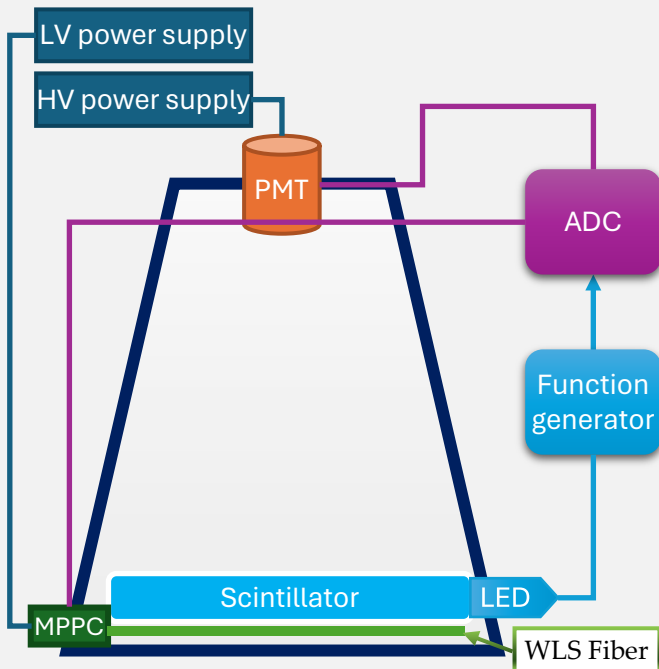 LV power supply
HV power supply
PMT
ADC
Function
generator
Scintillator
LED
MPPC
WLS Fiber